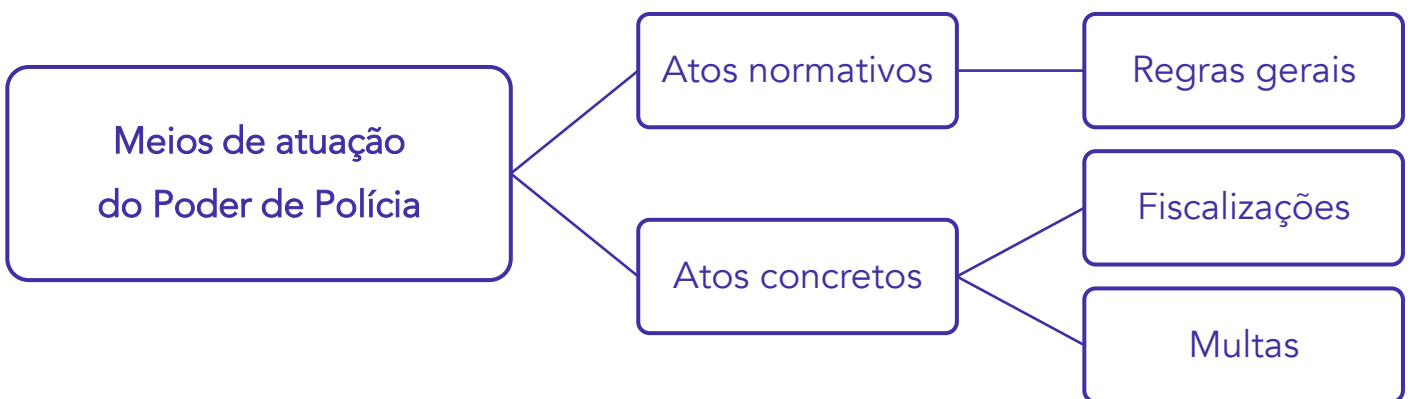 Meios de atuação
do Poder de Polícia
Atos normativos
Regras gerais
Atos concretos
Fiscalizações
Multas